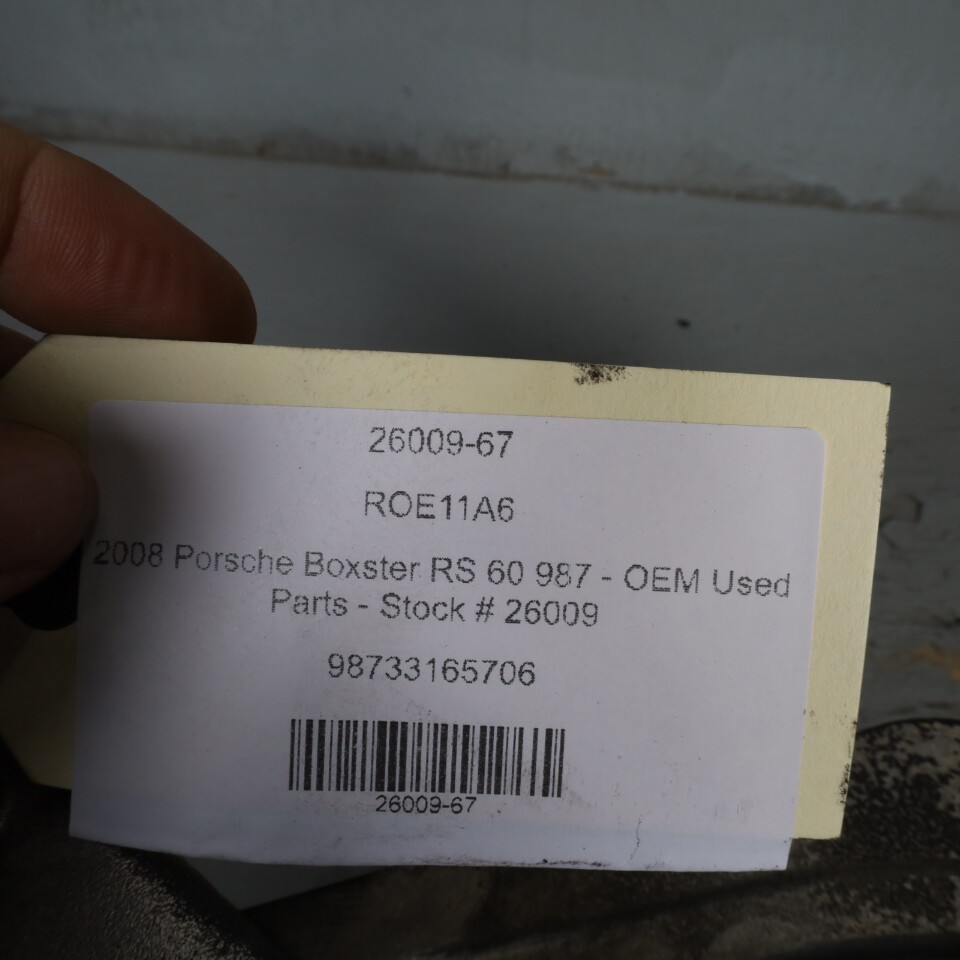 26009-67
ROE11A6
2008 Porsche Boxster RS 60 987 - OEM Used
Parts - Stock # 26009
98733165706
26009-67